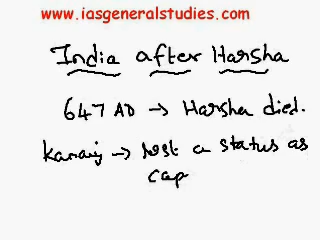 www.iasgeneralstudies.com
India after Harsha
647 AD → Harsha died.
Kanauj → lost a status as
cap